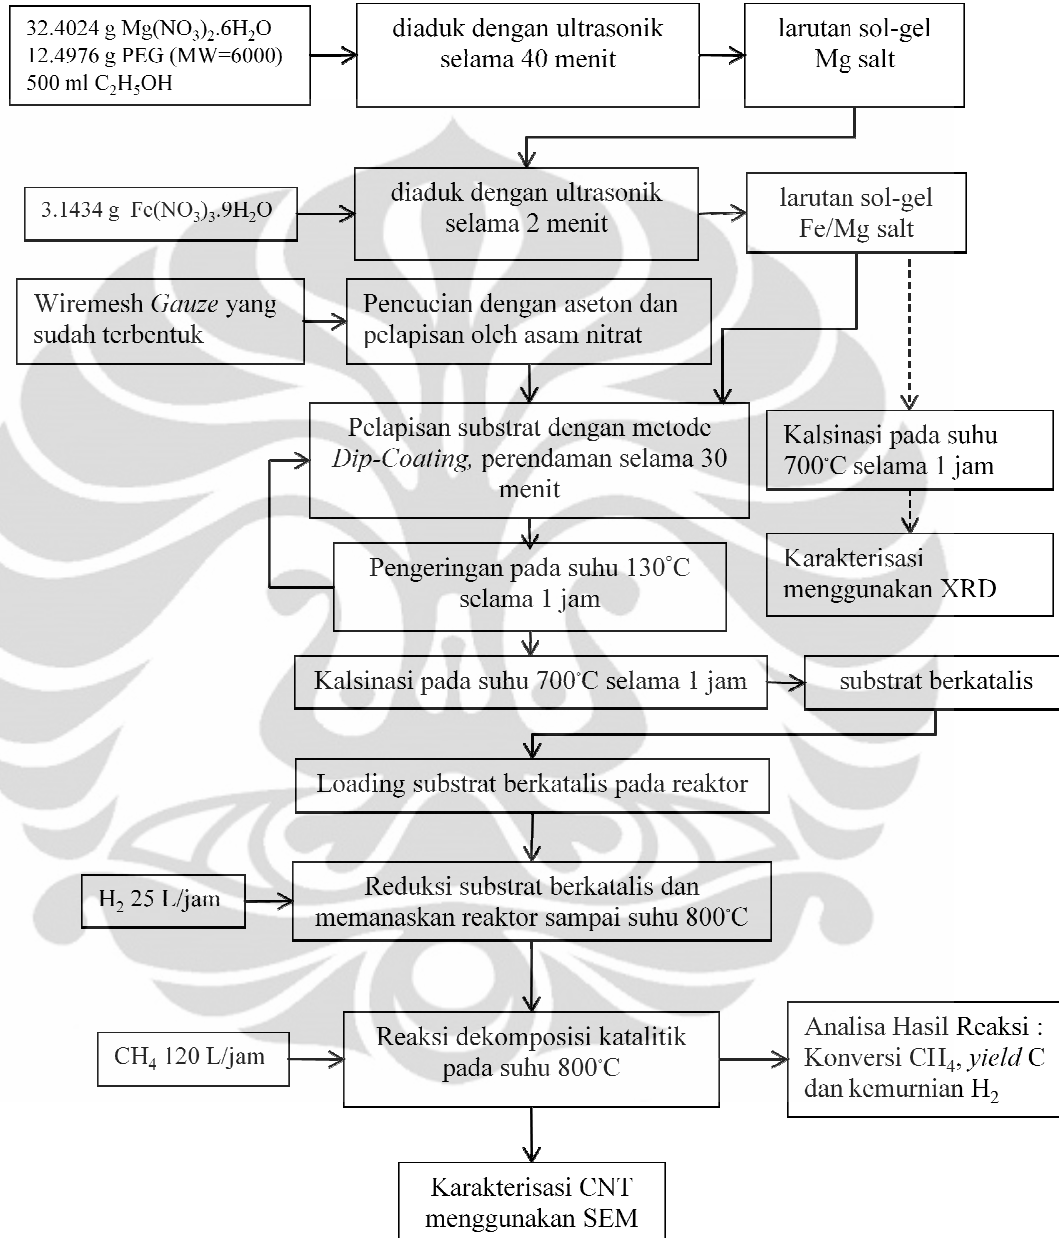 32.4024 g Mg(NO₃)₂.6H₂O
12.4976 g PEG (MW=6000)
500 ml C₂H₅OH
diaduk dengan ultrasonik
selama 40 menit
larutan sol-gel
Mg salt
3.1434 g Fe(NO₃)₃.9H₂O
diaduk dengan ultrasonik
selama 2 menit
larutan sol-gel
Fe/Mg salt
Wiremesh Gauze yang
sudah terbentuk
Pencucian dengan aseton dan
pelapisan oleh asam nitrat
Pelapisan substrat dengan metode
Dip-Coating, perendaman selama 30
menit
Kalsinasi pada suhu
700°C selama 1 jam
Pengeringan pada suhu 130°C
selama 1 jam
Karakterisasi
menggunakan XRD
Kalsinasi pada suhu 700°C selama 1 jam
substrat berkatalis
Loading substrat berkatalis pada reaktor
H₂ 25 L/jam
Reduksi substrat berkatalis dan
memanaskan reaktor sampai suhu 800°C
CH₄ 120 L/jam
Reaksi dekomposisi katalitik
pada suhu 800°C
Analisa Hasil Reaksi :
Konversi CH₄, yield C
dan kemurnian H₂
Karakterisasi CNT
menggunakan SEM